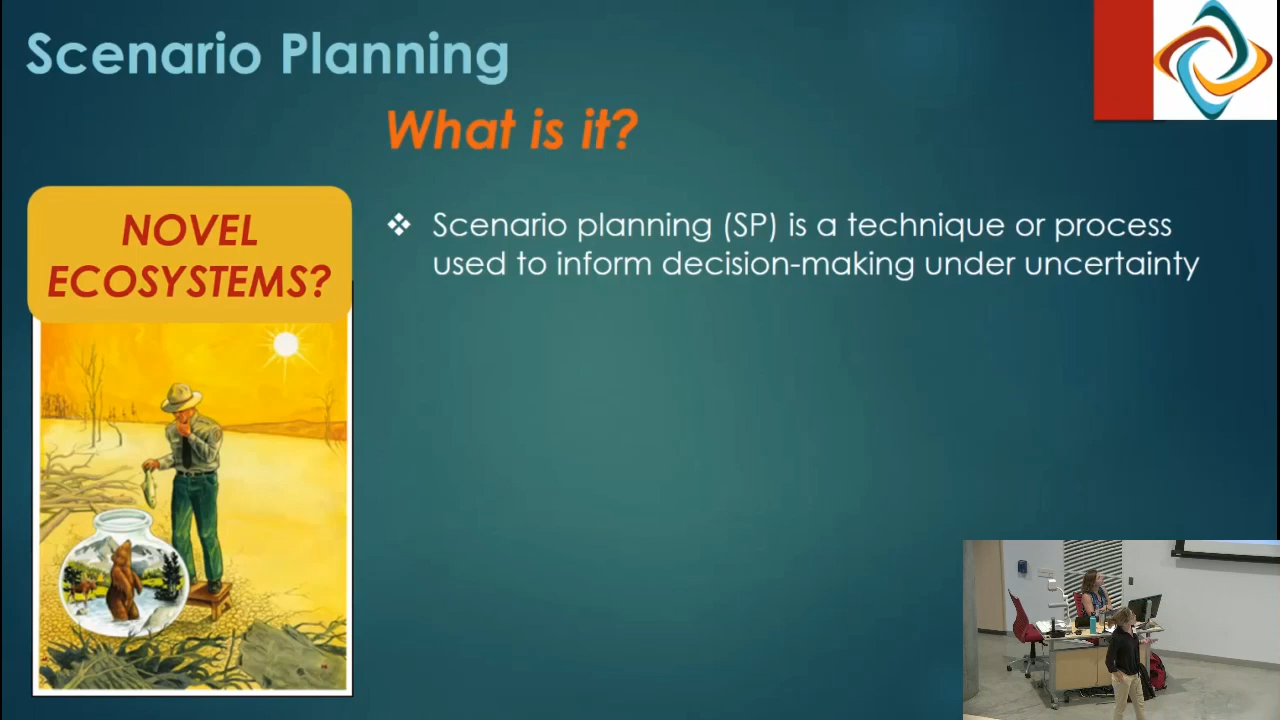 Scenario Planning
What is it?
NOVEL
ECOSYSTEMS?
❖ Scenario planning (SP) is a technique or process
used to inform decision-making under uncertainty